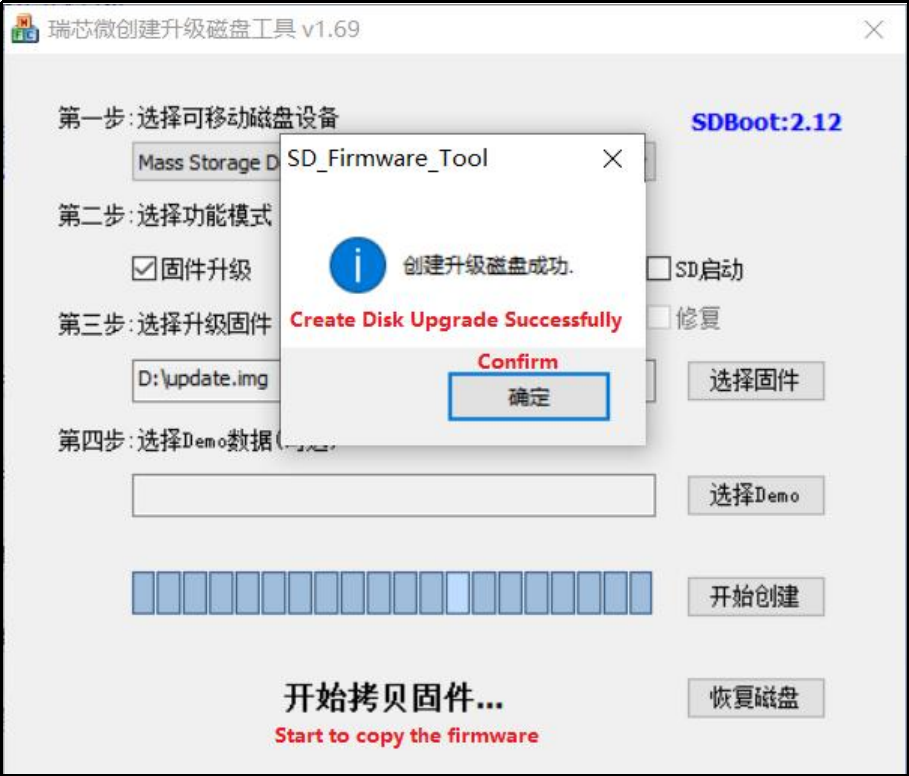 瑞芯微创建升级磁盘工具 v1.69
第一步:选择可移动磁盘设备
SDBoot:2.12
Mass Storage D
SD_Firmware_Tool
第二步:选择功能模式
固件升级
创建升级磁盘成功.
SD启动
第三步:选择升级固件
Create Disk Upgrade Successfully
修复
Confirm
D:\update.img
确定
选择固件
第四步:选择Demo数据(可选)
选择Demo
开始创建
开始拷贝固件...
恢复磁盘
Start to copy the firmware